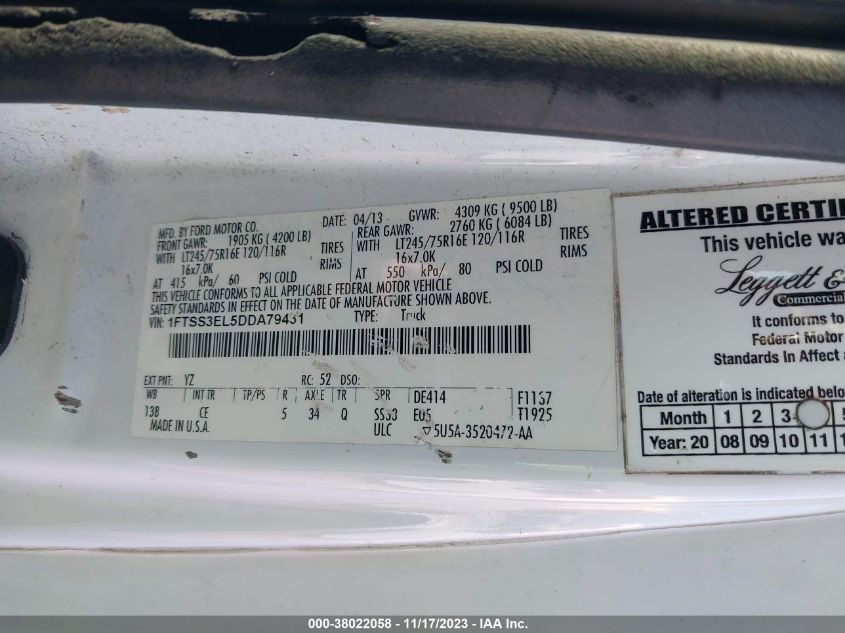 MFD. BY FORD MOTOR CO.
DATE: 04/13 GVWR: 4309 KG ( 9500 LB)
FRONT GAWR: 1905 KG ( 4200 LB)
REAR GAWR: 2760 KG ( 6084 LB)
WITH LT245/75R16E 120/116R TIRES
WITH LT245/75R16E 120/116R TIRES
16x7.0K RIMS
16x7.0K RIMS
AT 415 kPa/ 60 PSI COLD
AT 550 kPa/ 80 PSI COLD
THIS VEHICLE CONFORMS TO ALL APPLICABLE FEDERAL MOTOR VEHICLE
SAFETY STANDARDS IN EFFECT ON THE DATE OF MANUFACTURE SHOWN ABOVE.
VIN: 1FTSS3EL5DDA79431 TYPE: Truck
EXT PNT: YZ RC: 52 DSO:
WB INT TR TP/PS R AXLE TR SPR DE414 F1137
138 CE 5 34 Q SS33 E05 T1925
MADE IN U.S.A. ULC ▽5U5A-3520472-AA
ALTERED CERTIF
This vehicle wa
Leggett &
Commercial
It conforms to
Federal Motor
Standards In Affect
Date of alteration is indicated below
Month 1 2 3 5
Year: 20 08 09 10 11 1
000-38022058 - 11/17/2023 - IAA Inc.